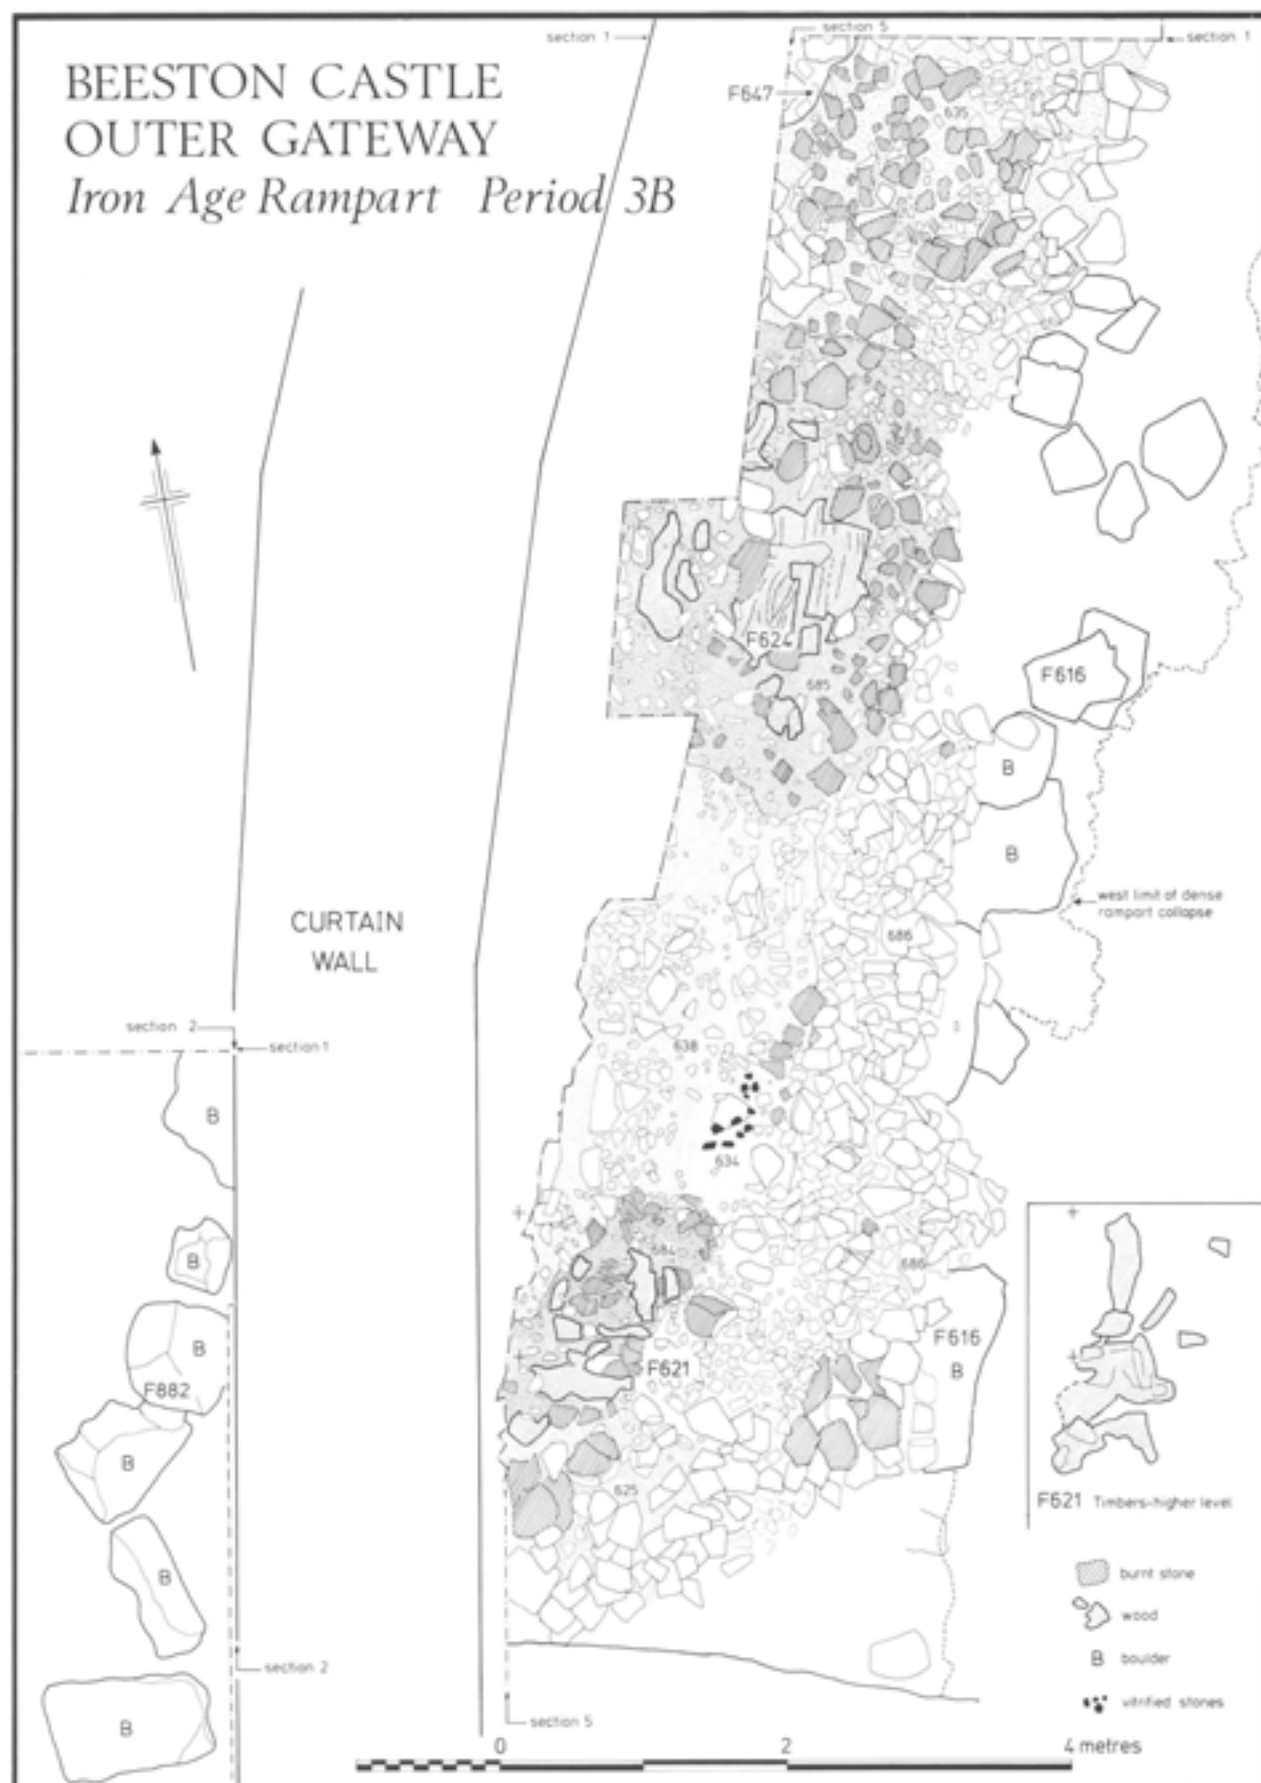 section 1
section 5
section 1
BEESTON CASTLE
OUTER GATEWAY
Iron Age Rampart Period 3B
F647
635
F624
685
F616
B
B
west limit of dense
rampart collapse
686
CURTAIN
WALL
section 2
section 1
638
634
B
B
B
F882
B
B
B
684
686
F616
B
F621
625
F621 Timbers-higher level
burnt stone
wood
B boulder
vitrified stones
section 2
section 5
0 2 4 metres